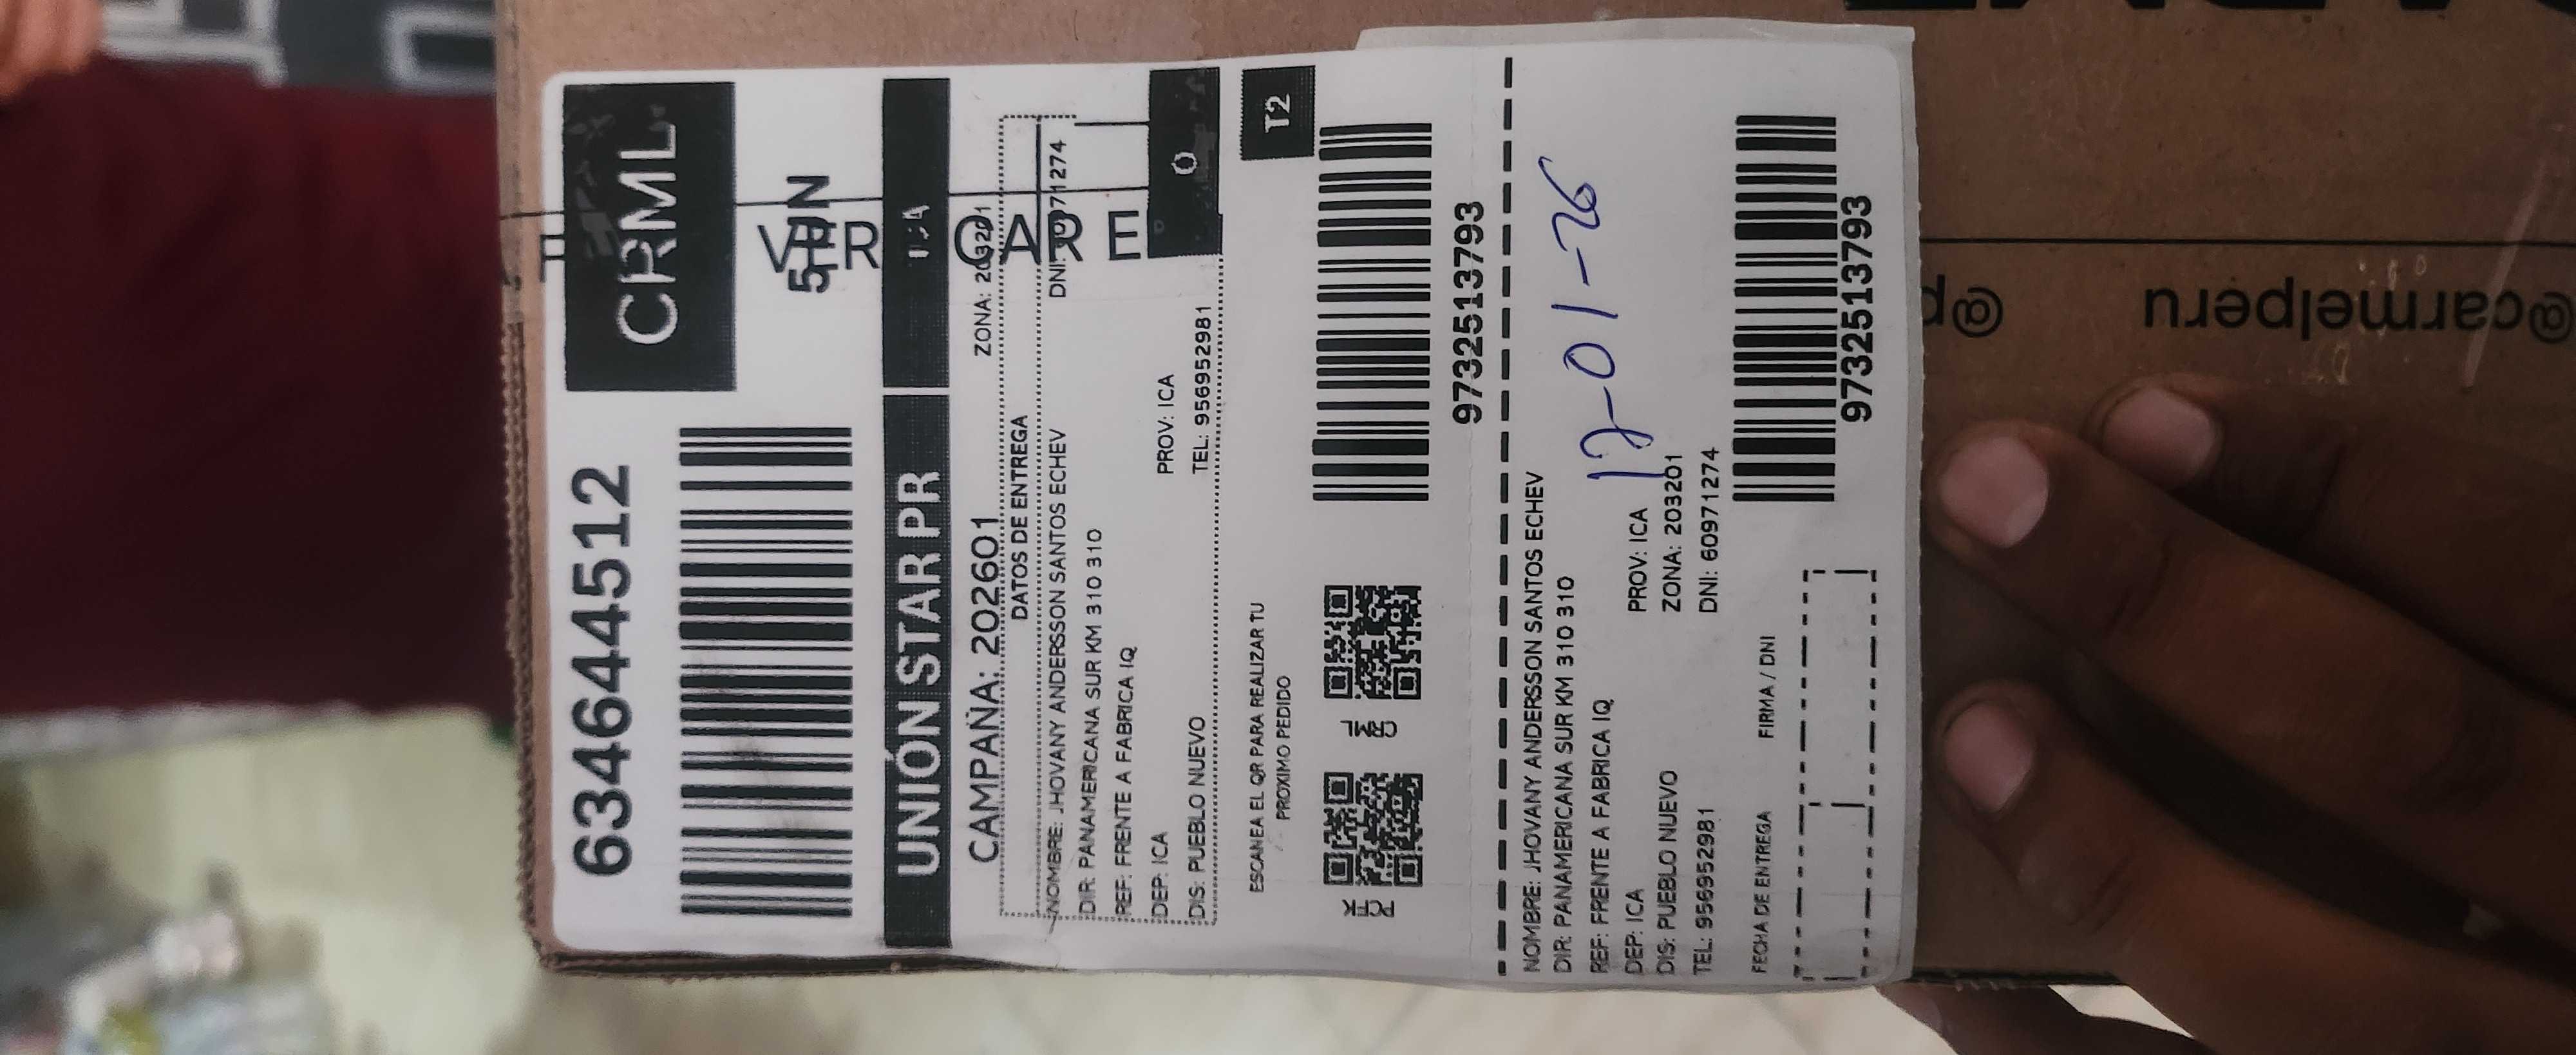 6346444512
CRML
5HN
UNIÓN STAR PR
CAMPAÑA: 202601
ZONA: 203201
DATOS DE ENTREGA
NOMBRE: JHOVANY ANDERSSON SANTOS ECHEV
DNI: 60971274
DIR: PANAMERICANA SUR KM 310 310
REF: FRENTE A FABRICA IQ
DEP: ICA
PROV: ICA
DIS: PUEBLO NUEVO
TEL: 956952981
O
T2
ESCANEA EL QR PARA REALIZAR TU
PROXIMO PEDIDO
9732513793
NOMBRE: JHOVANY ANDERSSON SANTOS ECHEV
DIR: PANAMERICANA SUR KM 310 310
REF: FRENTE A FABRICA IQ
12-01-26
DEP: ICA
PROV: ICA
DIS: PUEBLO NUEVO
ZONA: 203201
TEL: 956952981
DNI: 60971274
FECHA DE ENTREGA
FIRMA / DNI
9732513793
@carmelperu